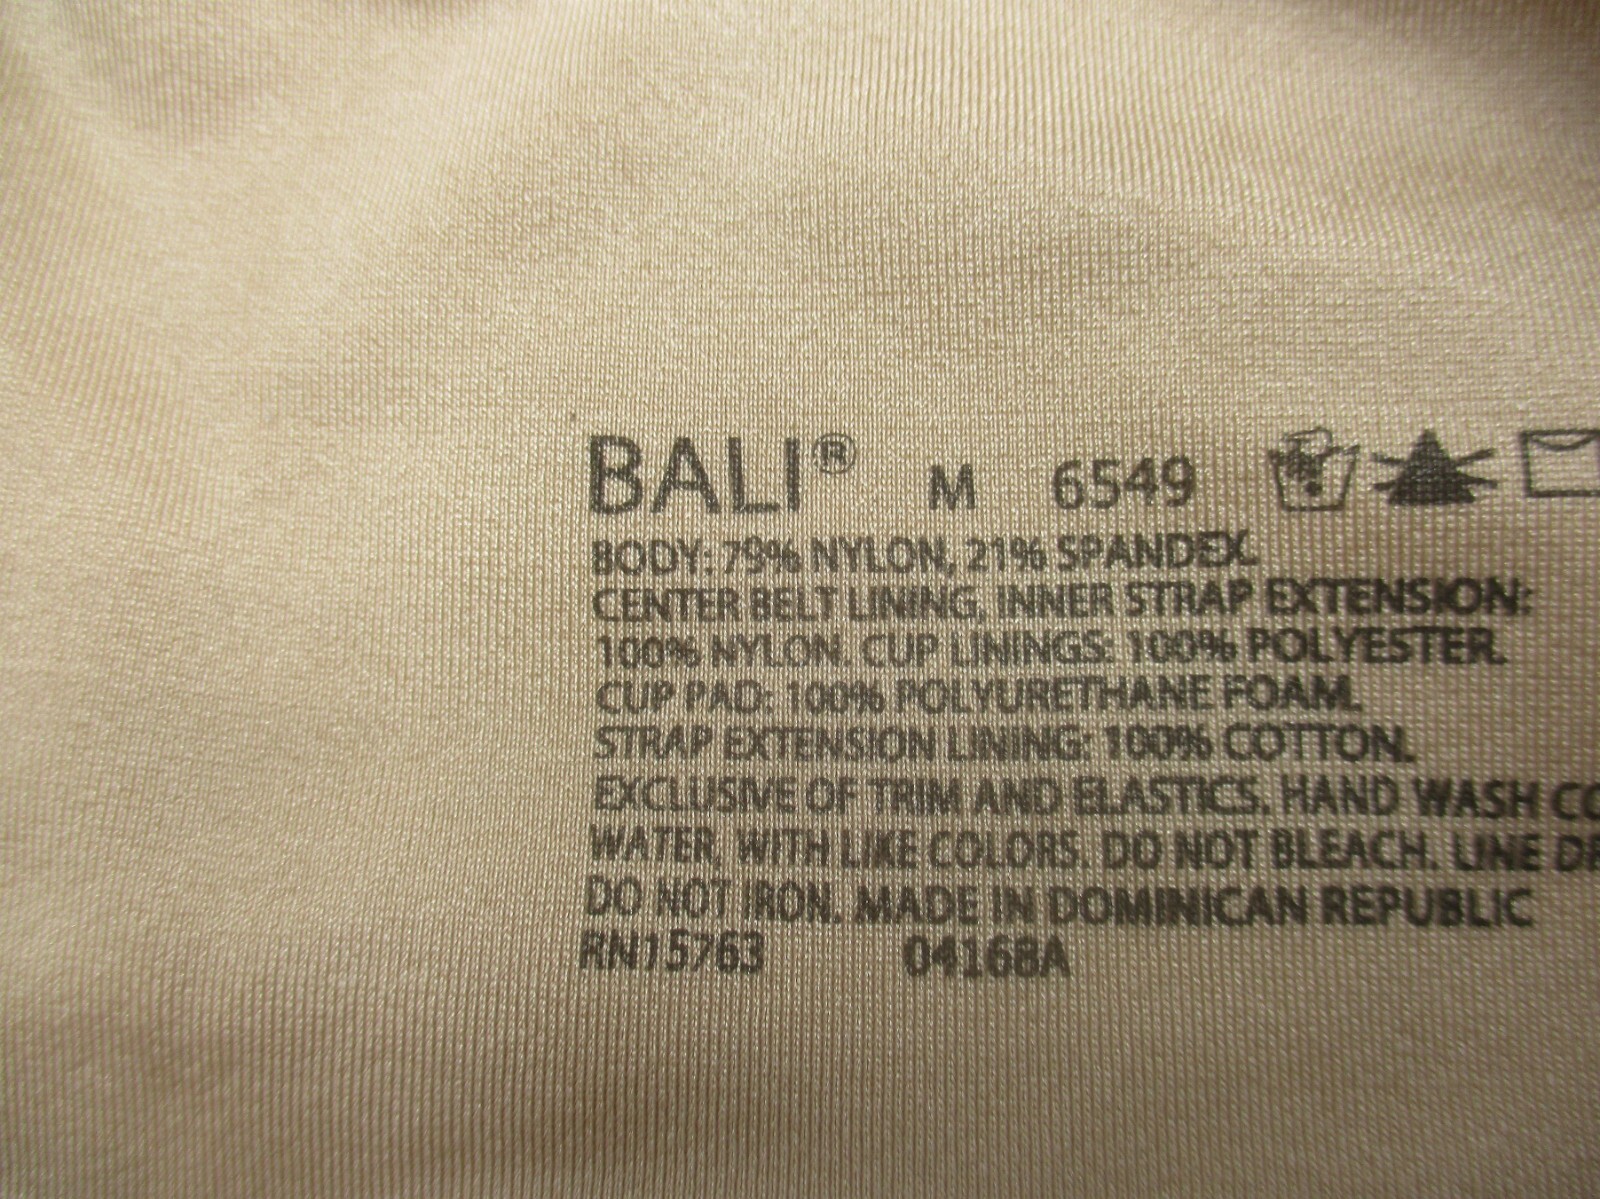 BALI® M 6549
BODY: 79% NYLON, 21% SPANDEX.
CENTER BELT LINING, INNER STRAP EXTENSION:
100% NYLON. CUP LININGS: 100% POLYESTER.
CUP PAD: 100% POLYURETHANE FOAM.
STRAP EXTENSION LINING: 100% COTTON.
EXCLUSIVE OF TRIM AND ELASTICS. HAND WASH
WATER, WITH LIKE COLORS. DO NOT BLEACH. LINE
DO NOT IRON. MADE IN DOMINICAN REPUBLIC
RN15763 04168A